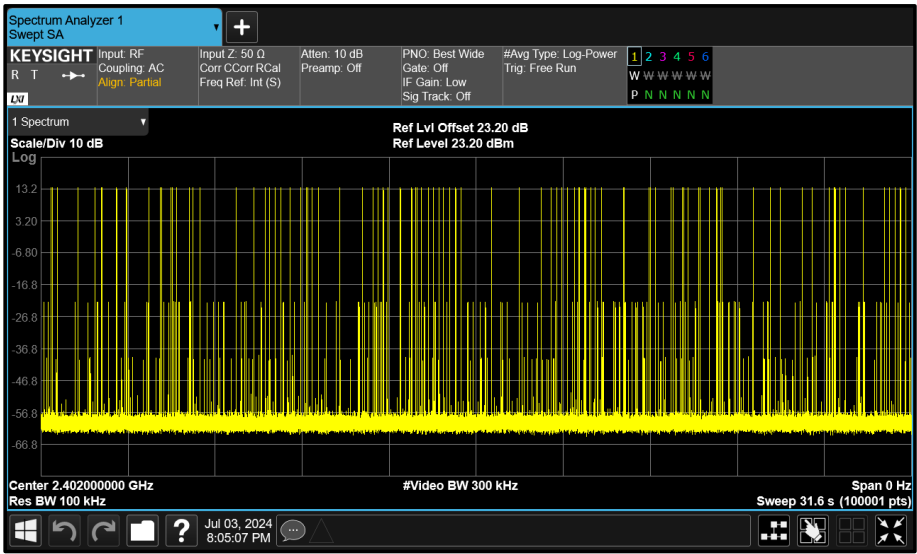 Spectrum Analyzer 1
Swept SA
+
KEYSIGHT Input: RF Input Z: 50 Ω Atten: 10 dB PNO: Best Wide #Avg Type: Log-Power 1 2 3 4 5 6
R T Coupling: AC Corr CCorr RCal Preamp: Off Gate: Off Trig: Free Run W W W W W W
Align: Partial Freq Ref: Int (S) IF Gain: Low P N N N N N
LXI Sig Track: Off
1 Spectrum
Ref Lvl Offset 23.20 dB
Scale/Div 10 dB Ref Level 23.20 dBm
Log
13.2
3.20
-6.80
-16.8
-26.8
-36.8
-46.8
-56.8
-66.8
Center 2.402000000 GHz #Video BW 300 kHz Span 0 Hz
Res BW 100 kHz Sweep 31.6 s (100001 pts)
? Jul 03, 2024
8:05:07 PM